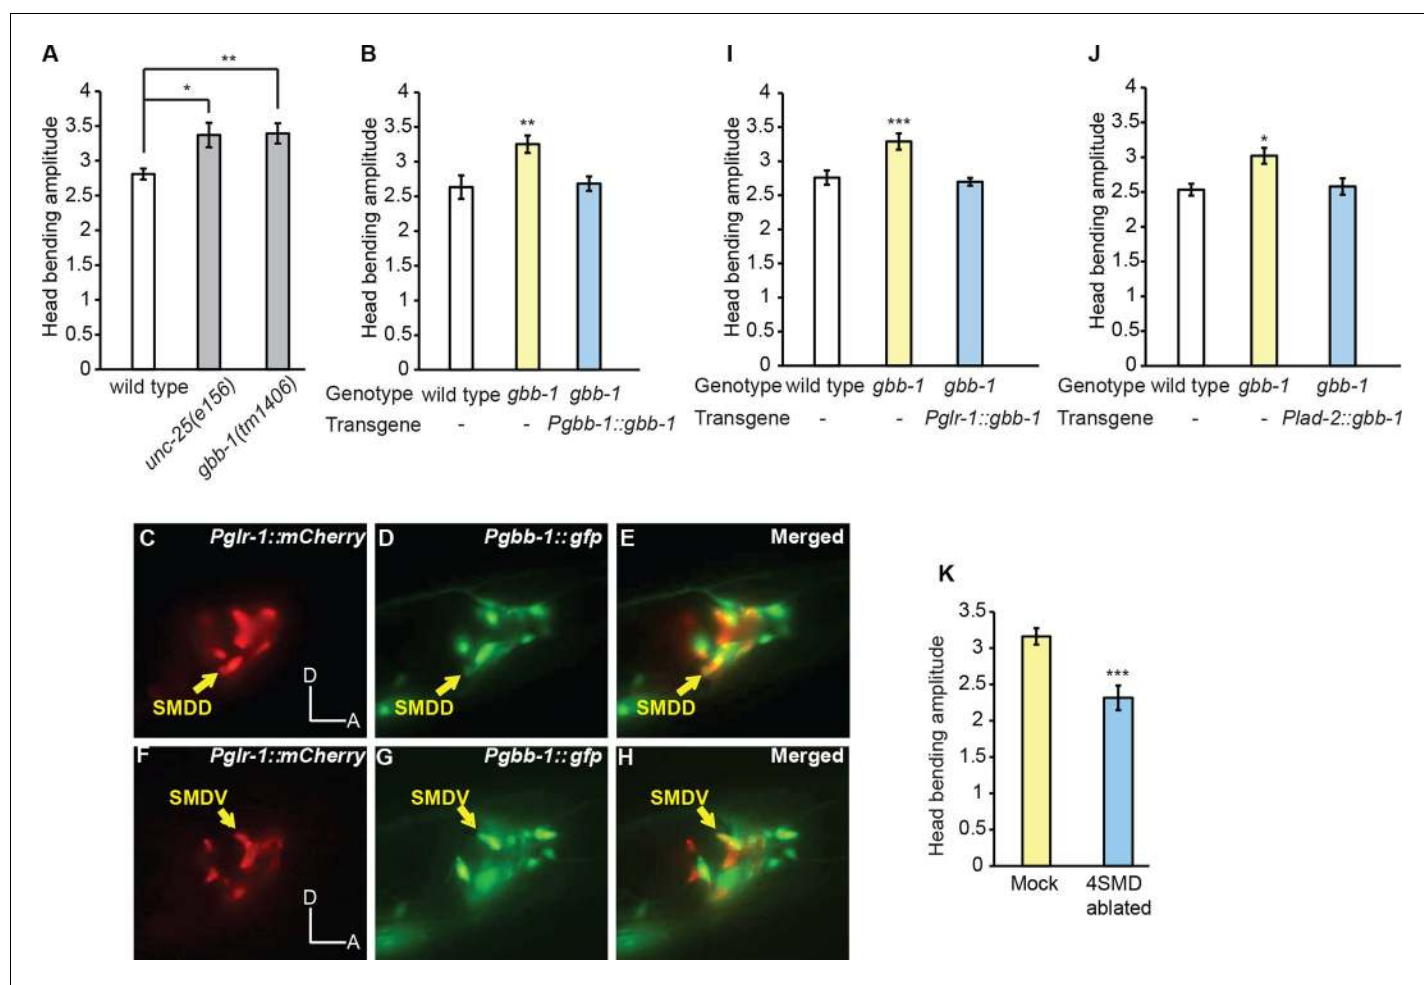 A
**
*
Head bending amplitude
4
3.5
3
2.5
2
1.5
1
0.5
0
wild type
unc-25(e156)
gbb-1(tm1406)
B
**
Head bending amplitude
4
3.5
3
2.5
2
1.5
1
0.5
0
Genotype wild type gbb-1 gbb-1
Transgene - - Pgbb-1::gbb-1
I
***
Head bending amplitude
4
3.5
3
2.5
2
1.5
1
0.5
0
Genotype wild type gbb-1 gbb-1
Transgene - - Pglr-1::gbb-1
J
*
Head bending amplitude
4
3.5
3
2.5
2
1.5
1
0.5
0
Genotype wild type gbb-1 gbb-1
Transgene - - Plad-2::gbb-1
C Pglr-1::mCherry
SMDD
D
A
D Pgbb-1::gfp
SMDD
E Merged
SMDD
F Pglr-1::mCherry
SMDV
D
A
G Pgbb-1::gfp
SMDV
H Merged
SMDV
K
***
Head bending amplitude
3.5
3
2.5
2
1.5
1
0.5
0
Mock 4SMD
ablated